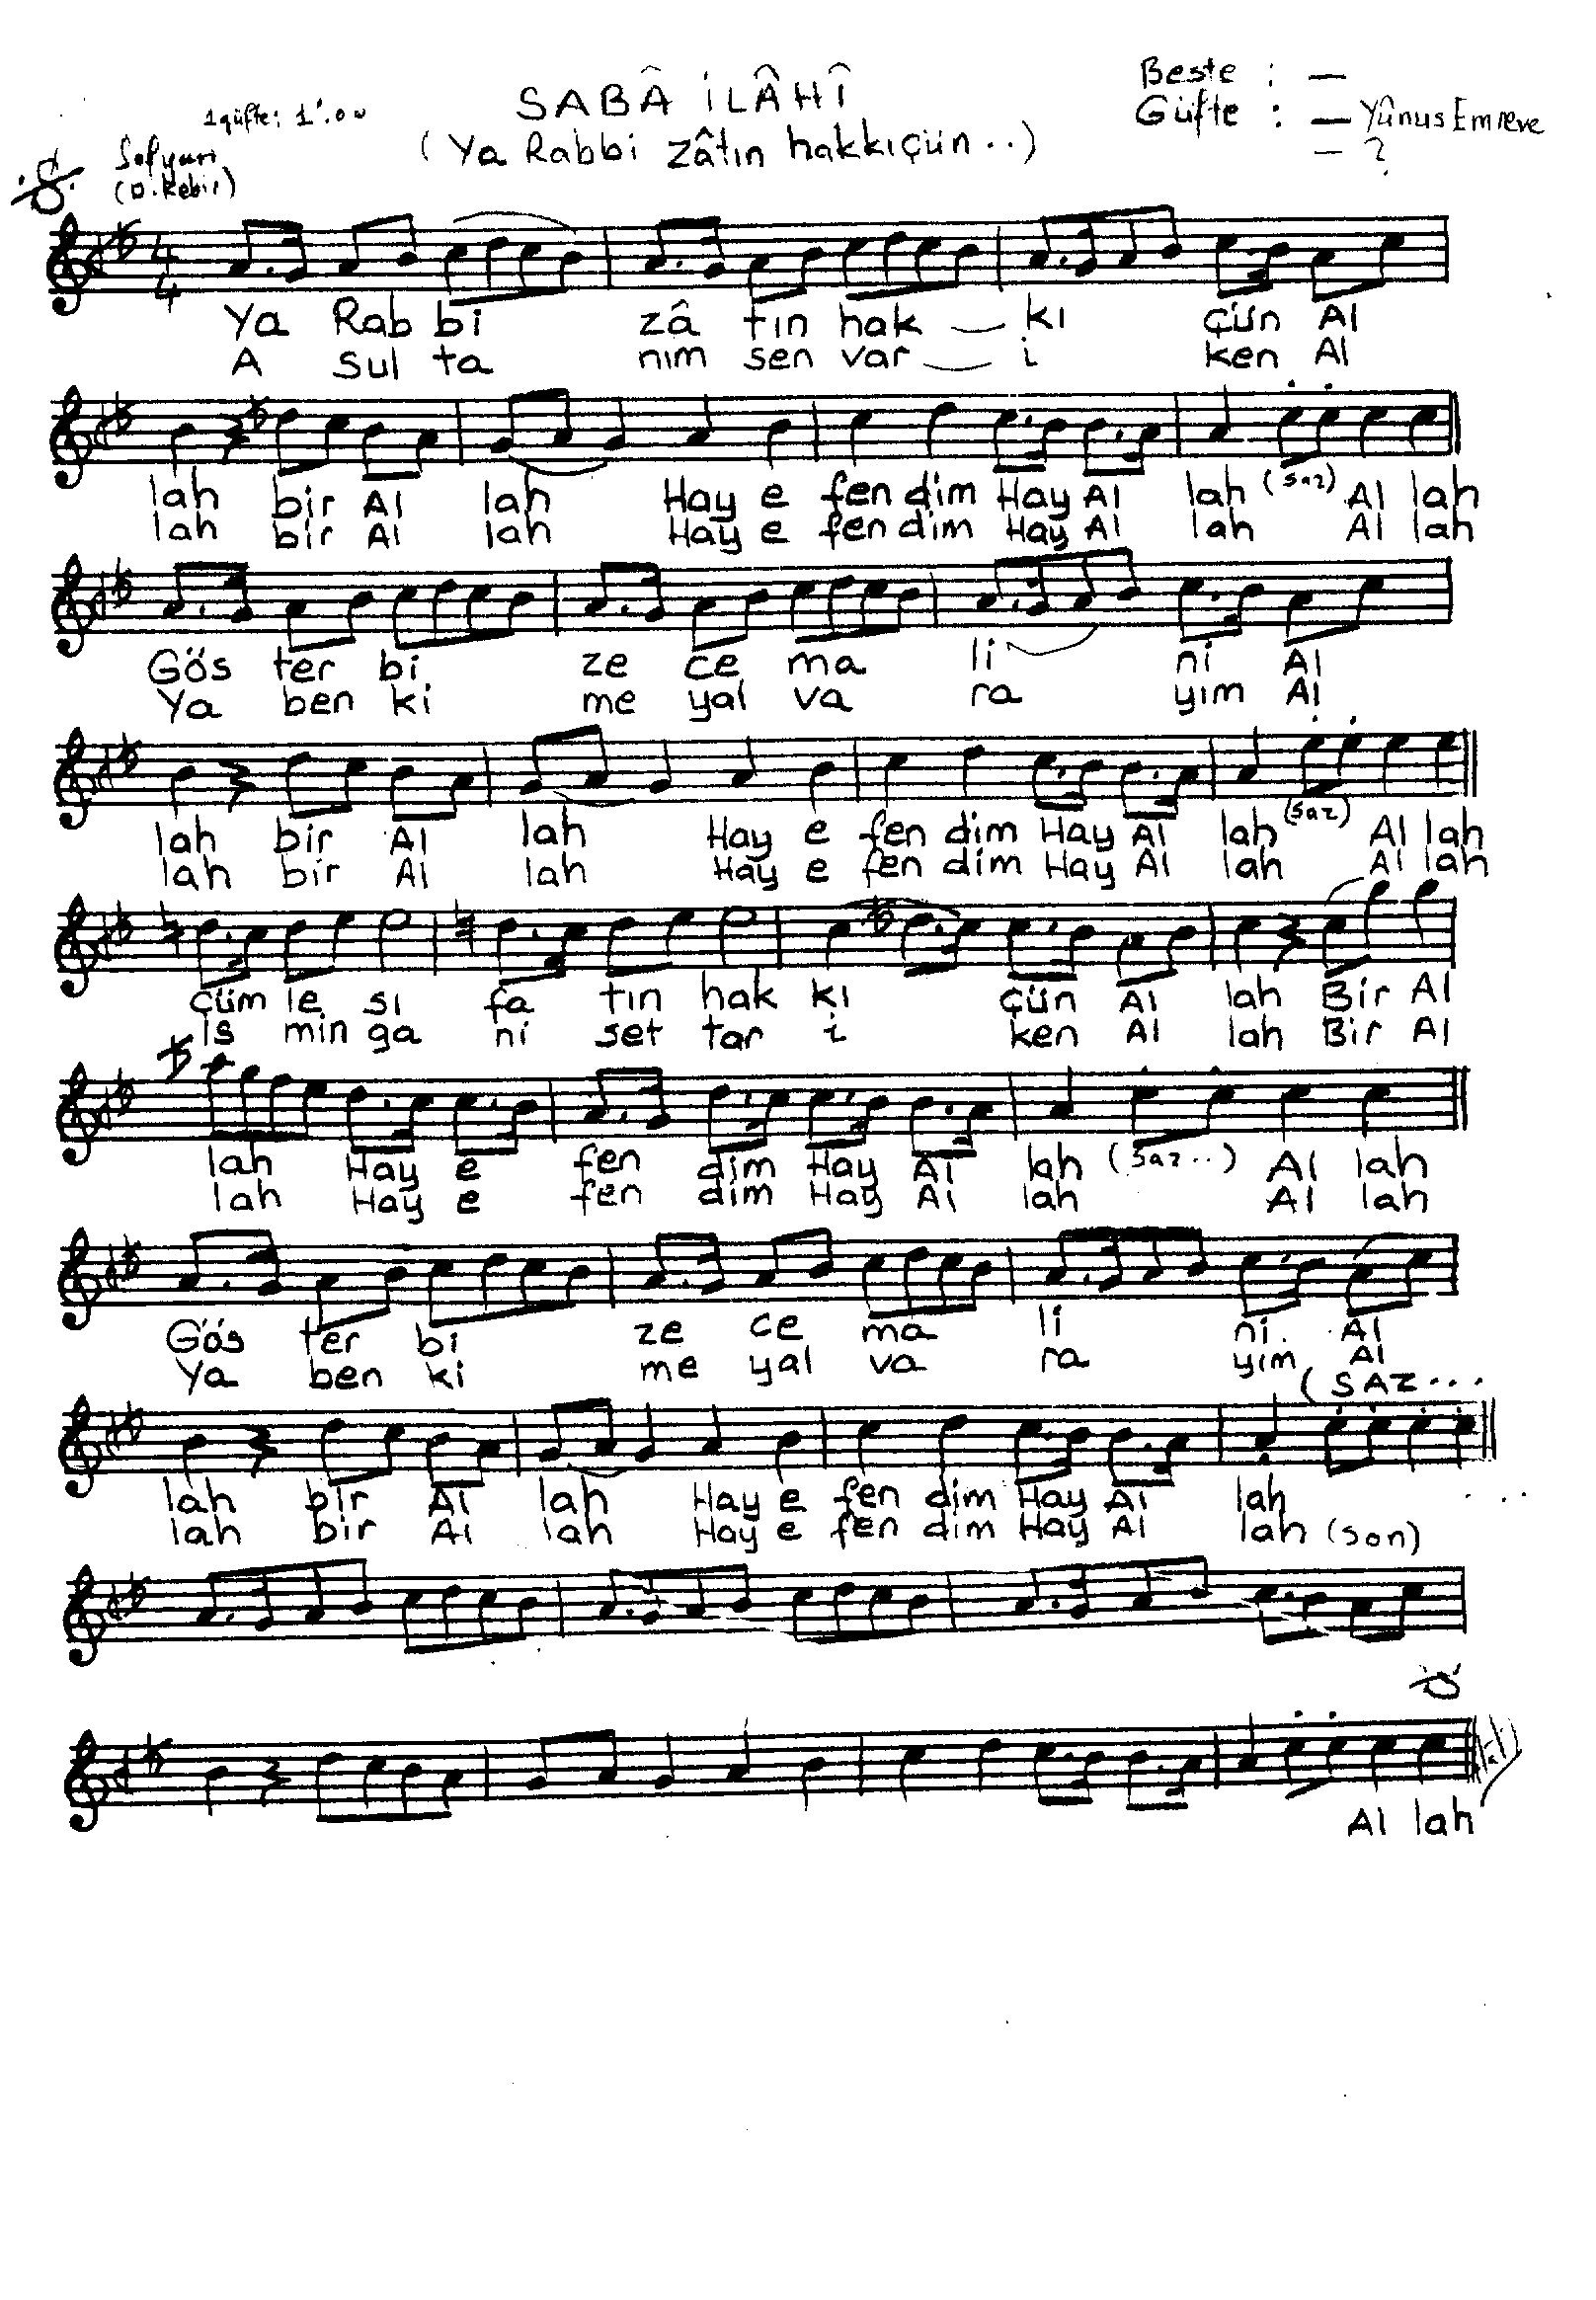 SABÂ İLÂHÎ
(Ya Rabbi zâtın hakkıçün..)
Beste : —
Güfte : — Yûnus Emre ve
— ?
1 güfte: 1'.00
Sofyan
(D. Kebir)
4
4
Ya Rab bi zâ tın hak kı çün Al
A Sul ta nım sen var i ken Al
lah bir Al lah Hay e fen dim Hay Al lah (saz) Al lah
lah bir Al lah Hay e fen dim Hay Al lah Al lah
Gös ter bi ze ce ma li ni Al
Ya ben ki me yal va ra yım Al
lah bir Al lah Hay e fen dim Hay Al lah (saz) Al lah
lah bir Al lah Hay e fen dim Hay Al lah Al lah
cüm le sı fa tın hak kı çün Al lah Bir Al
is min ga ni set tar i ken Al lah Bir Al
lah Hay e fen dim Hay Al lah (saz..) Al lah
lah Hay e fen dim Hay Al lah Al lah
Gös ter bi ze ce ma li ni. Al
Ya ben ki me yal va ra yım Al
(SAZ...
lah bir Al lah Hay e fen dim Hay Al lah ...
lah bir Al lah Hay e fen dim Hay Al lah (son)
Al lah